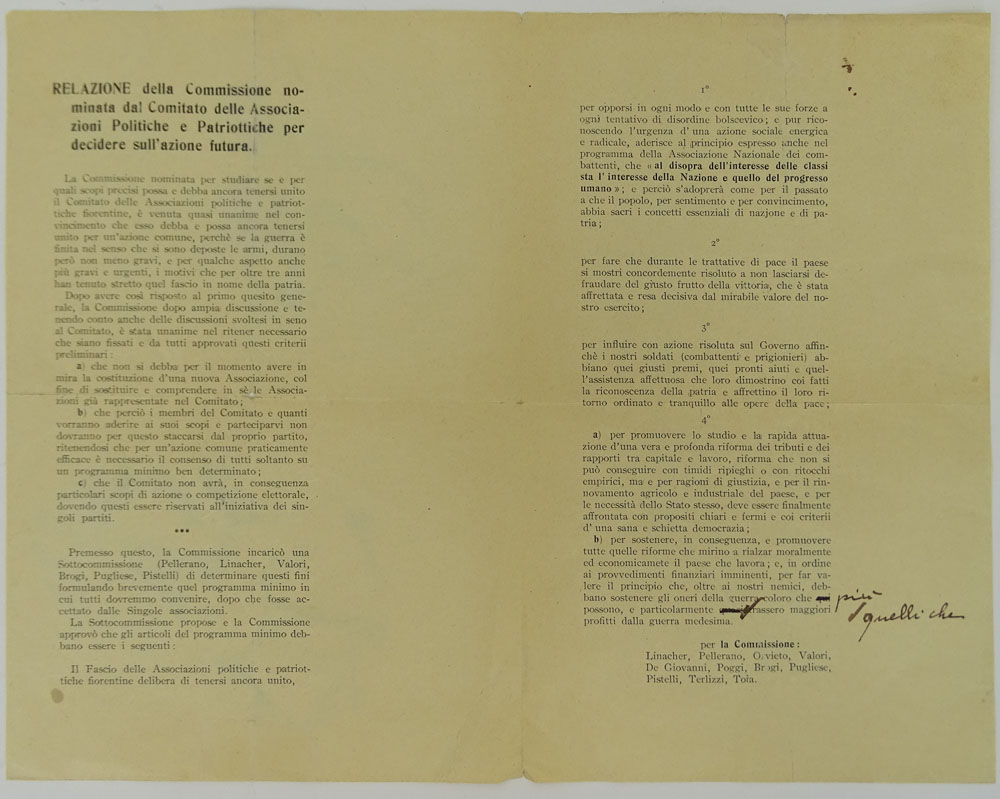 RELAZIONE della Commissione no-
minata dal Comitato delle Associa-
zioni Politiche e Patriottiche per
decidere sull'azione futura.
La Commissione nominata per studiare se e per
quali scopi precisi possa e debba ancora tenersi unito
il Comitato delle Associazioni politiche e patriot-
tiche fiorentine, è venuta quasi unanime nel con-
vincimento che esso debba e possa ancora tenersi
unito per un'azione comune, perchè se la guerra è
finita nel senso che si sono deposte le armi, durano
però non meno gravi, e per qualche aspetto anche
più gravi e urgenti, i motivi che per oltre tre anni
han tenuto stretto quel fascio in nome della patria.
Dopo avere così risposto al primo quesito gene-
rale, la Commissione dopo ampia discussione e te-
nendo conto anche delle discussioni svoltesi in seno
al Comitato, è stata unanime nel ritener necessario
che siano fissati e da tutti approvati questi criterii
preliminari :
a) che non si debba per il momento avere in
mira la costituzione d'una nuova Associazione, col
fine di sostituire e comprendere in sè le Associa-
zioni già rappresentate nel Comitato ;
b) che perciò i membri del Comitato e quanti
vorranno aderire ai suoi scopi e parteciparvi non
dovranno per questo staccarsi dal proprio partito,
ritenendosi che per un'azione comune praticamente
efficace è necessario il consenso di tutti soltanto su
un programma minimo ben determinato ;
c) che il Comitato non avrà, in conseguenza
particolari scopi di azione o competizione elettorale,
dovendo questi essere riservati all'iniziativa dei sin-
goli partiti.
***
Premesso questo, la Commissione incaricò una
Sottocommissione (Pellerano, Linacher, Valori,
Brogi, Pugliese, Pistelli) di determinare questi fini
formulando brevemente quel programma minimo in
cui tutti dovremmo convenire, dopo che fosse ac-
cettato dalle Singole associazioni.
La Sottocommissione propose e la Commissione
approvò che gli articoli del programma minimo deb-
bano essere i seguenti :
Il Fascio delle Associazioni politiche e patriot-
tiche fiorentine delibera di tenersi ancora unito,
1°
per opporsi in ogni modo e con tutte le sue forze a
ogni tentativo di disordine bolscevico ; e pur rico-
noscendo l'urgenza d' una azione sociale energica
e radicale, aderisce al principio espresso anche nel
programma della Associazione Nazionale dei com-
battenti, che « al disopra dell'interesse delle classi
sta l' interesse della Nazione e quello del progresso
umano » ; e perciò s'adoprerà come per il passato
a che il popolo, per sentimento e per convincimento,
abbia sacri i concetti essenziali di nazjone e di pa-
tria ;
2°
per fare che durante le trattative di pace il paese
si mostri concordemente risoluto a non lasciarsi de-
fraudare del giusto frutto della vittoria, che è stata
affrettata e resa decisiva dal mirabile valore del no-
stro esercito ;
3°
per influire con azione risoluta sul Governo affin-
chè i nostri soldati (combattenti e prigionieri) ab-
biano quei giusti premi, quei pronti aiuti e quel-
l'assistenza affettuosa che loro dimostrino coi fatti
la riconoscenza della patria e affrettino il loro ri-
torno ordinato e tranquillo alle opere della pace ;
4°
a) per promuovere lo studio e la rapida attua-
zione d'una vera e profonda riforma dei tributi e dei
rapporti tra capitale e lavoro, riforma che non si
può conseguire con timidi ripieghi o con ritocchi
empirici, ma e per ragioni di giustizia, e per il rin-
novamento agricolo e industriale del paese, e per
le necessità dello Stato stesso, deve essere finalmente
affrontata con propositi chiari e fermi e coi criterii
d' una sana e schietta democrazia ;
b) per sostenere, in conseguenza, e promuovere
tutte quelle riforme che mirino a rialzar moralmente
ed economicamete il paese che lavora ; e, in ordine
ai provvedimenti finanziari imminenti, per far va-
lere il principio che, oltre ai nostri nemici, deb-
bano sostenere gli oneri della guerra coloro che più
possono, e particolarmente quelli che trassero maggiori
profitti dalla guerra medesima.
per la Commissione :
Linacher, Pellerano, Orvieto, Valori,
De Giovanni, Poggi, Brogi, Pugliese,
Pistelli, Terlizzi, Toia.